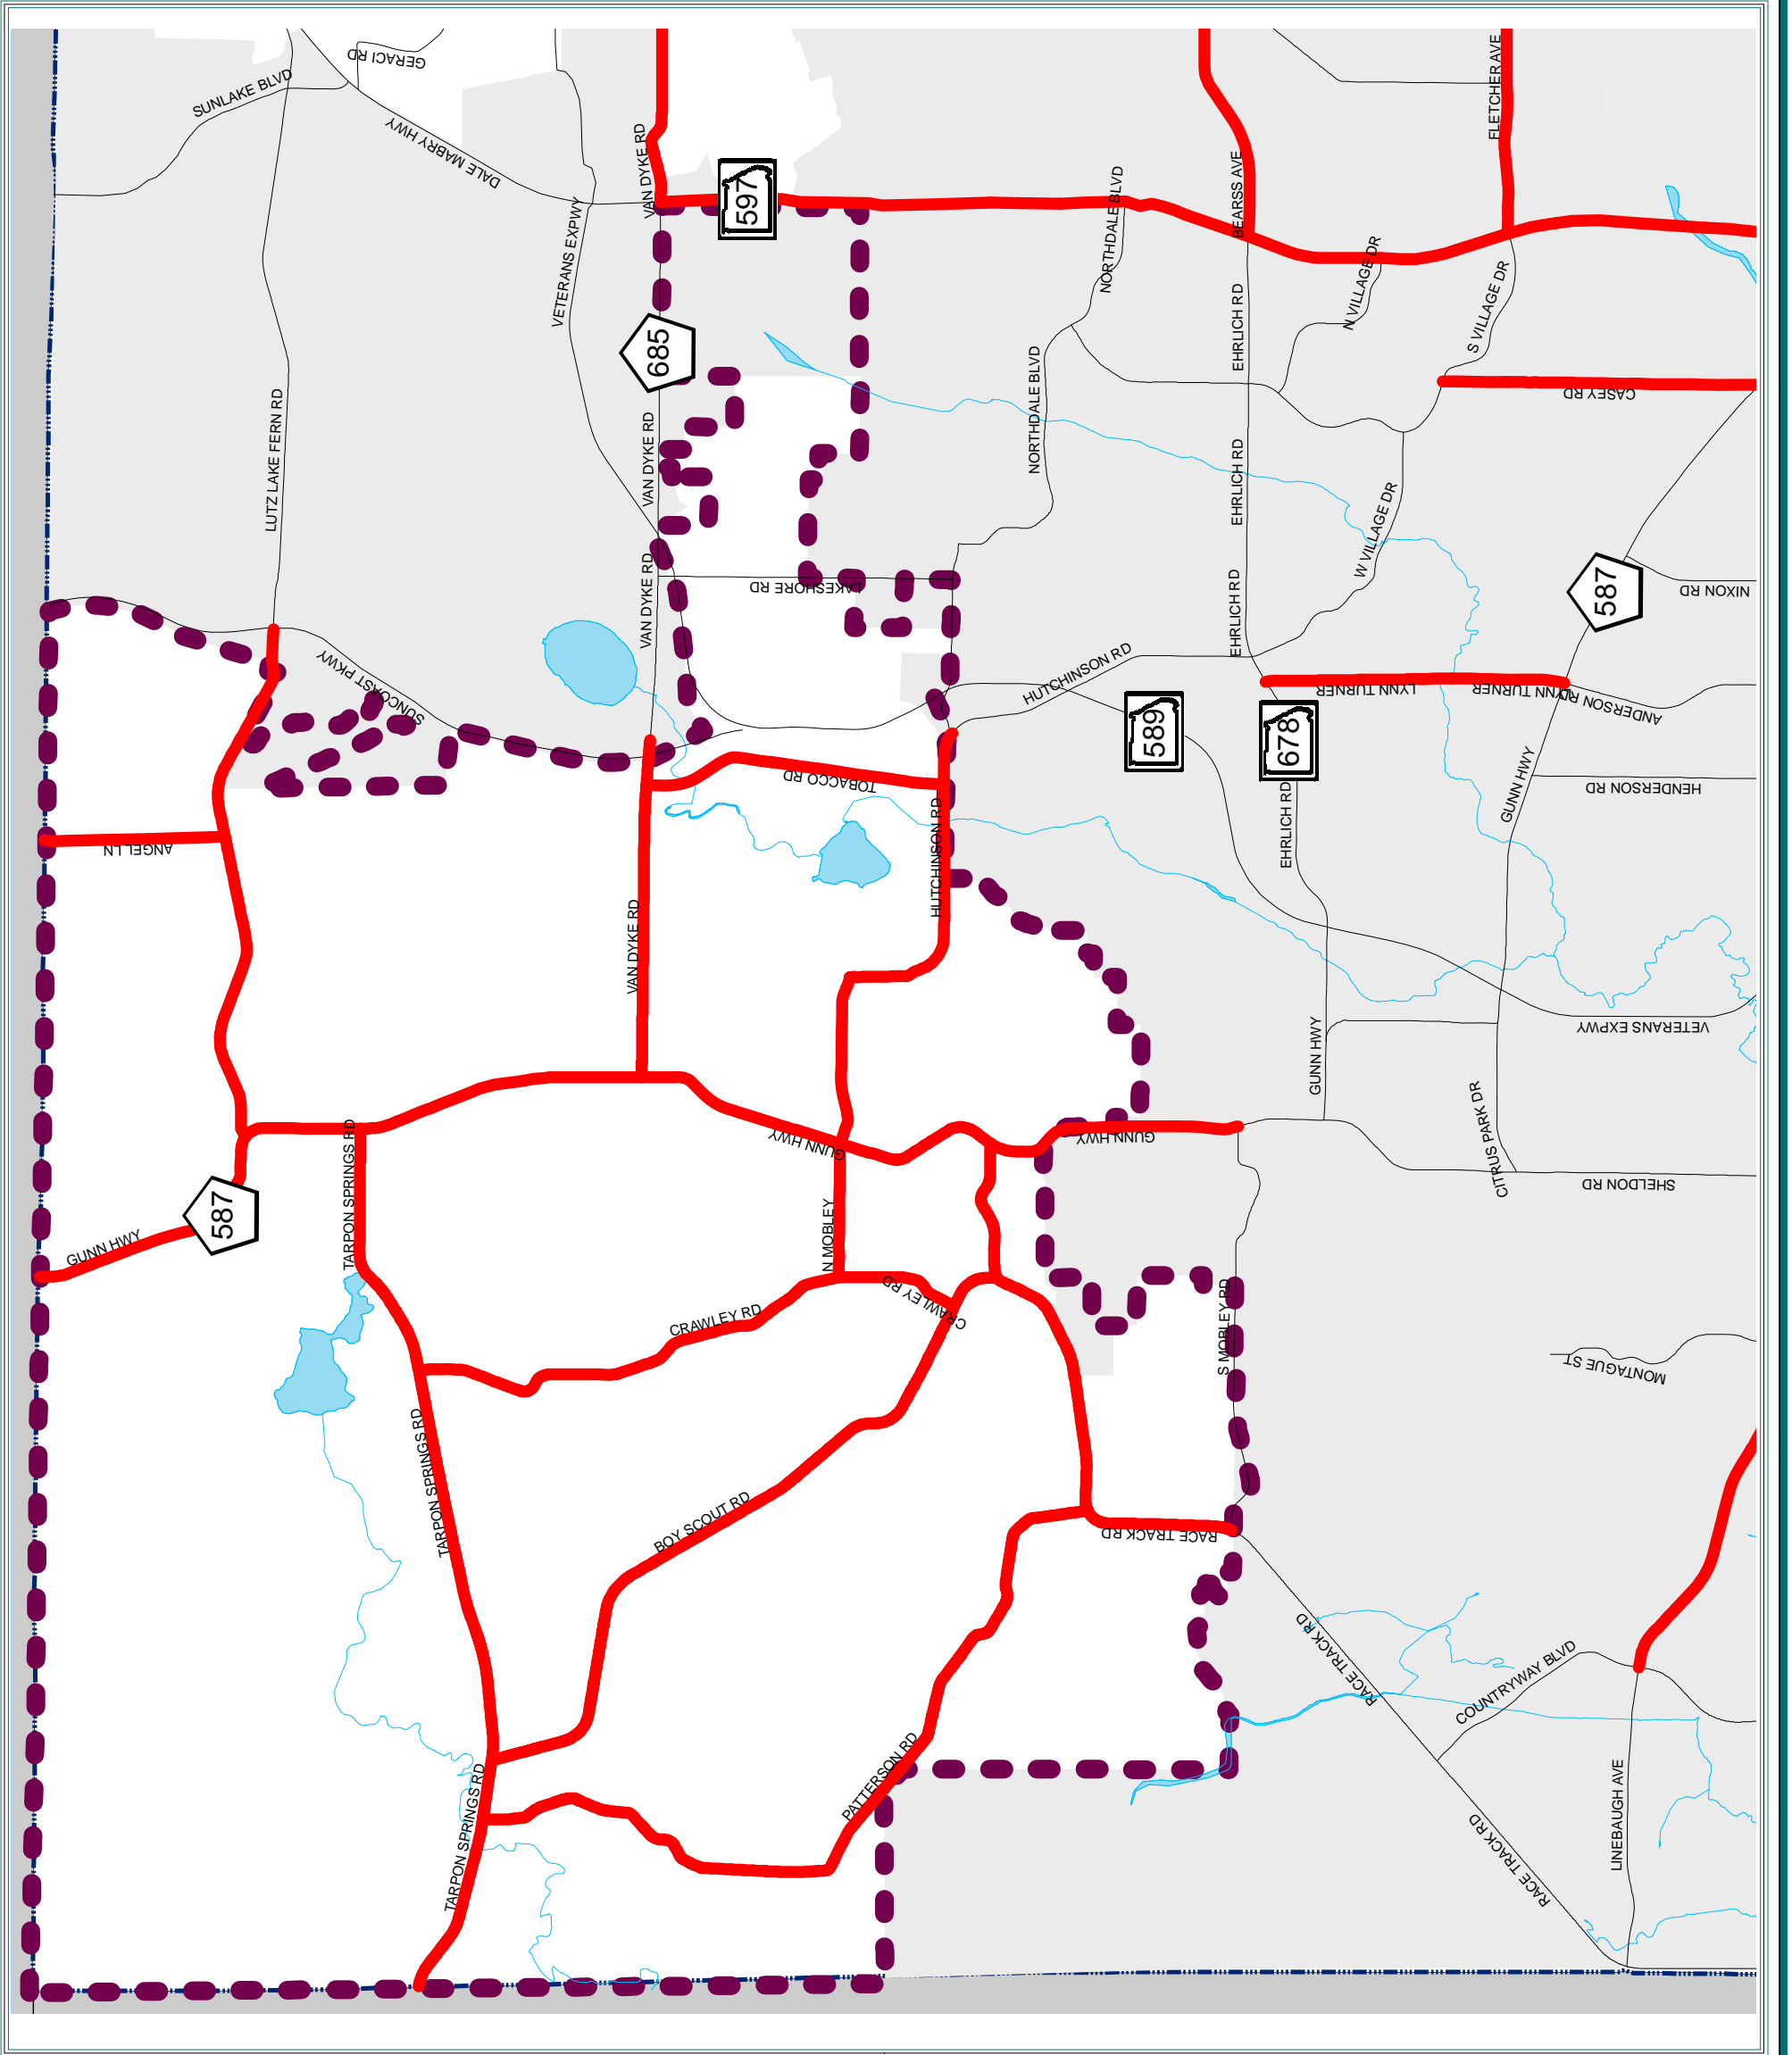 GERACI RD
SUNLAKE BLVD
DALE MABRY HWY
FLETCHER AVE
VAN DYKE RD
597
BEARSS AVE
NORTHDALE BLVD
VETERANS EXPWY
N VILLAGE DR
S VILLAGE DR
EHRLICH RD
685
CASEY RD
LUTZ LAKE FERN RD
VAN DYKE RD
NORTHDALE BLVD
EHRLICH RD
W VILLAGE DR
VAN DYKE RD
LAKESHORE RD
EHRLICH RD
587
NIXON RD
SUNCOAST PKWY
HUTCHINSON RD
LYNN TURNER
LYNN TURNER RD
ANDERSON RD
589
678
TOBACCO RD
GUNN HWY
HENDERSON RD
EHRLICH RD
ANGEL LN
HUTCHINSON RD
VAN DYKE RD
VETERANS EXPWY
GUNN HWY
GUNN HWY
GUNN HWY
CITRUS PARK DR
TARPON SPRINGS RD
SHELDON RD
587
GUNN HWY
N MOBLEY
CRAWLEY RD
CRAWLEY RD
S MOBLEY RD
MONTAGUE ST
TARPON SPRINGS RD
BOY SCOUT RD
RACE TRACK RD
RACE TRACK RD
COUNTRYWAY BLVD
PATTERSON RD
TARPON SPRINGS RD
LINEBAUGH AVE
RACE TRACK RD